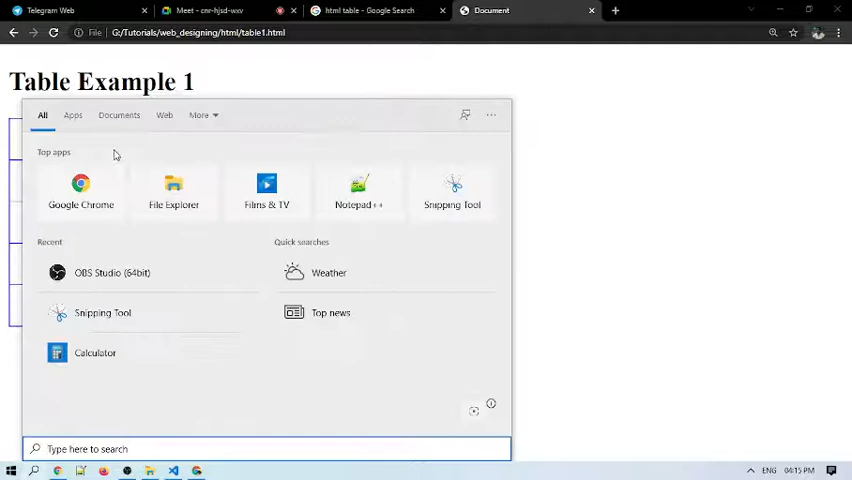 Telegram Web
Meet - cnr-hjsd-wxv
html table - Google Search
Document
File
G:/Tutorials/web_designing/html/table1.html
Table Example 1
All
Apps
Documents
Web
More
Top apps
Google Chrome
File Explorer
Films & TV
Notepad++
Snipping Tool
Recent
Quick searches
OBS Studio (64bit)
Weather
Snipping Tool
Top news
Calculator
Type here to search
ENG
04:15 PM